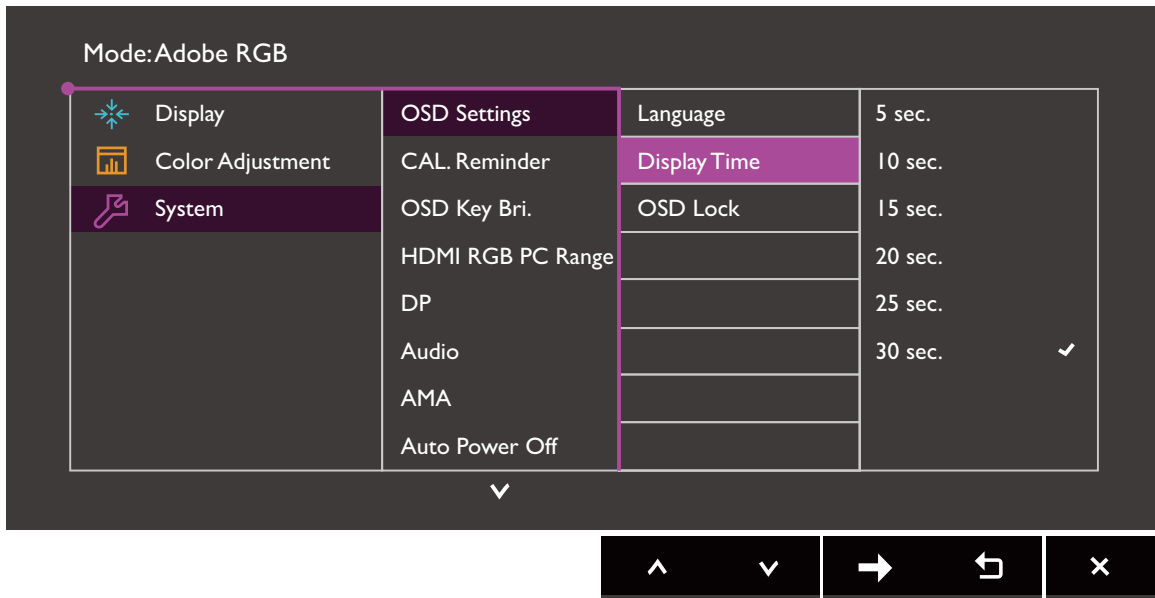 Mode: Adobe RGB
Display
Color Adjustment
System
OSD Settings
CAL. Reminder
OSD Key Bri.
HDMI RGB PC Range
DP
Audio
AMA
Auto Power Off
Language
Display Time
OSD Lock
5 sec.
10 sec.
15 sec.
20 sec.
25 sec.
30 sec.